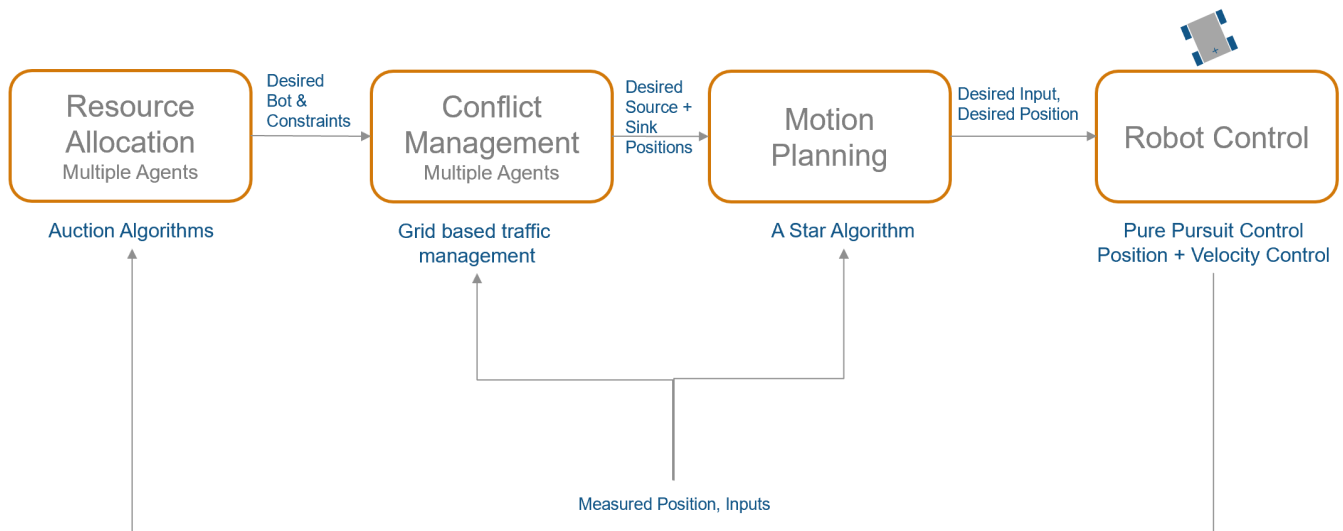 Resource
Allocation
Multiple Agents
Auction Algorithms
Desired
Bot &
Constraints
Conflict
Management
Multiple Agents
Grid based traffic
management
Desired
Source +
Sink
Positions
Motion
Planning
A Star Algorithm
Desired Input,
Desired Position
Robot Control
Pure Pursuit Control
Position + Velocity Control
Measured Position, Inputs